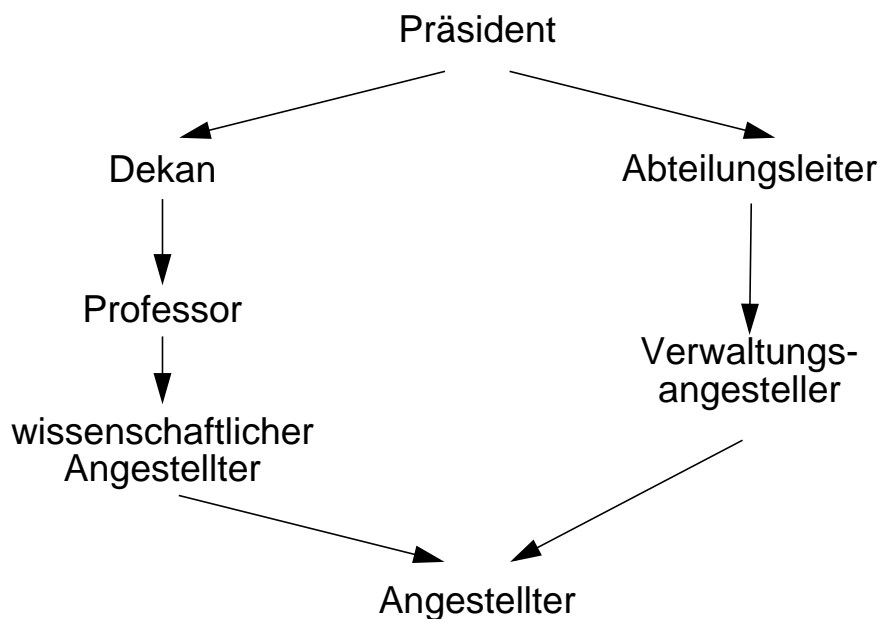 Präsident
Dekan
Abteilungsleiter
Professor
Verwaltungs-
angesteller
wissenschaftlicher
Angestellter
Angestellter